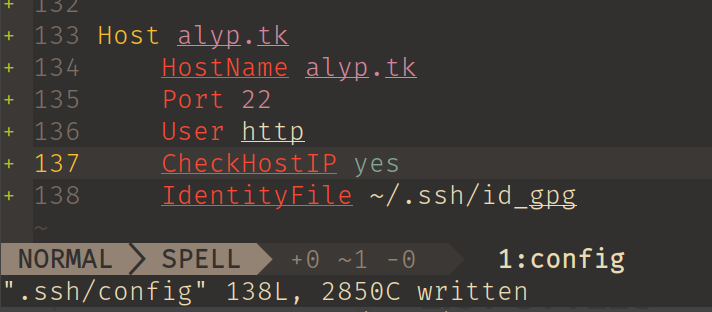 + 132
+ 133 Host alyp.tk
+ 134     HostName alyp.tk
+ 135     Port 22
+ 136     User http
+ 137     CheckHostIP yes
+ 138     IdentityFile ~/.ssh/id_gpg
~
NORMAL SPELL +0 ~1 -0 1:config
".ssh/config" 138L, 2850C written